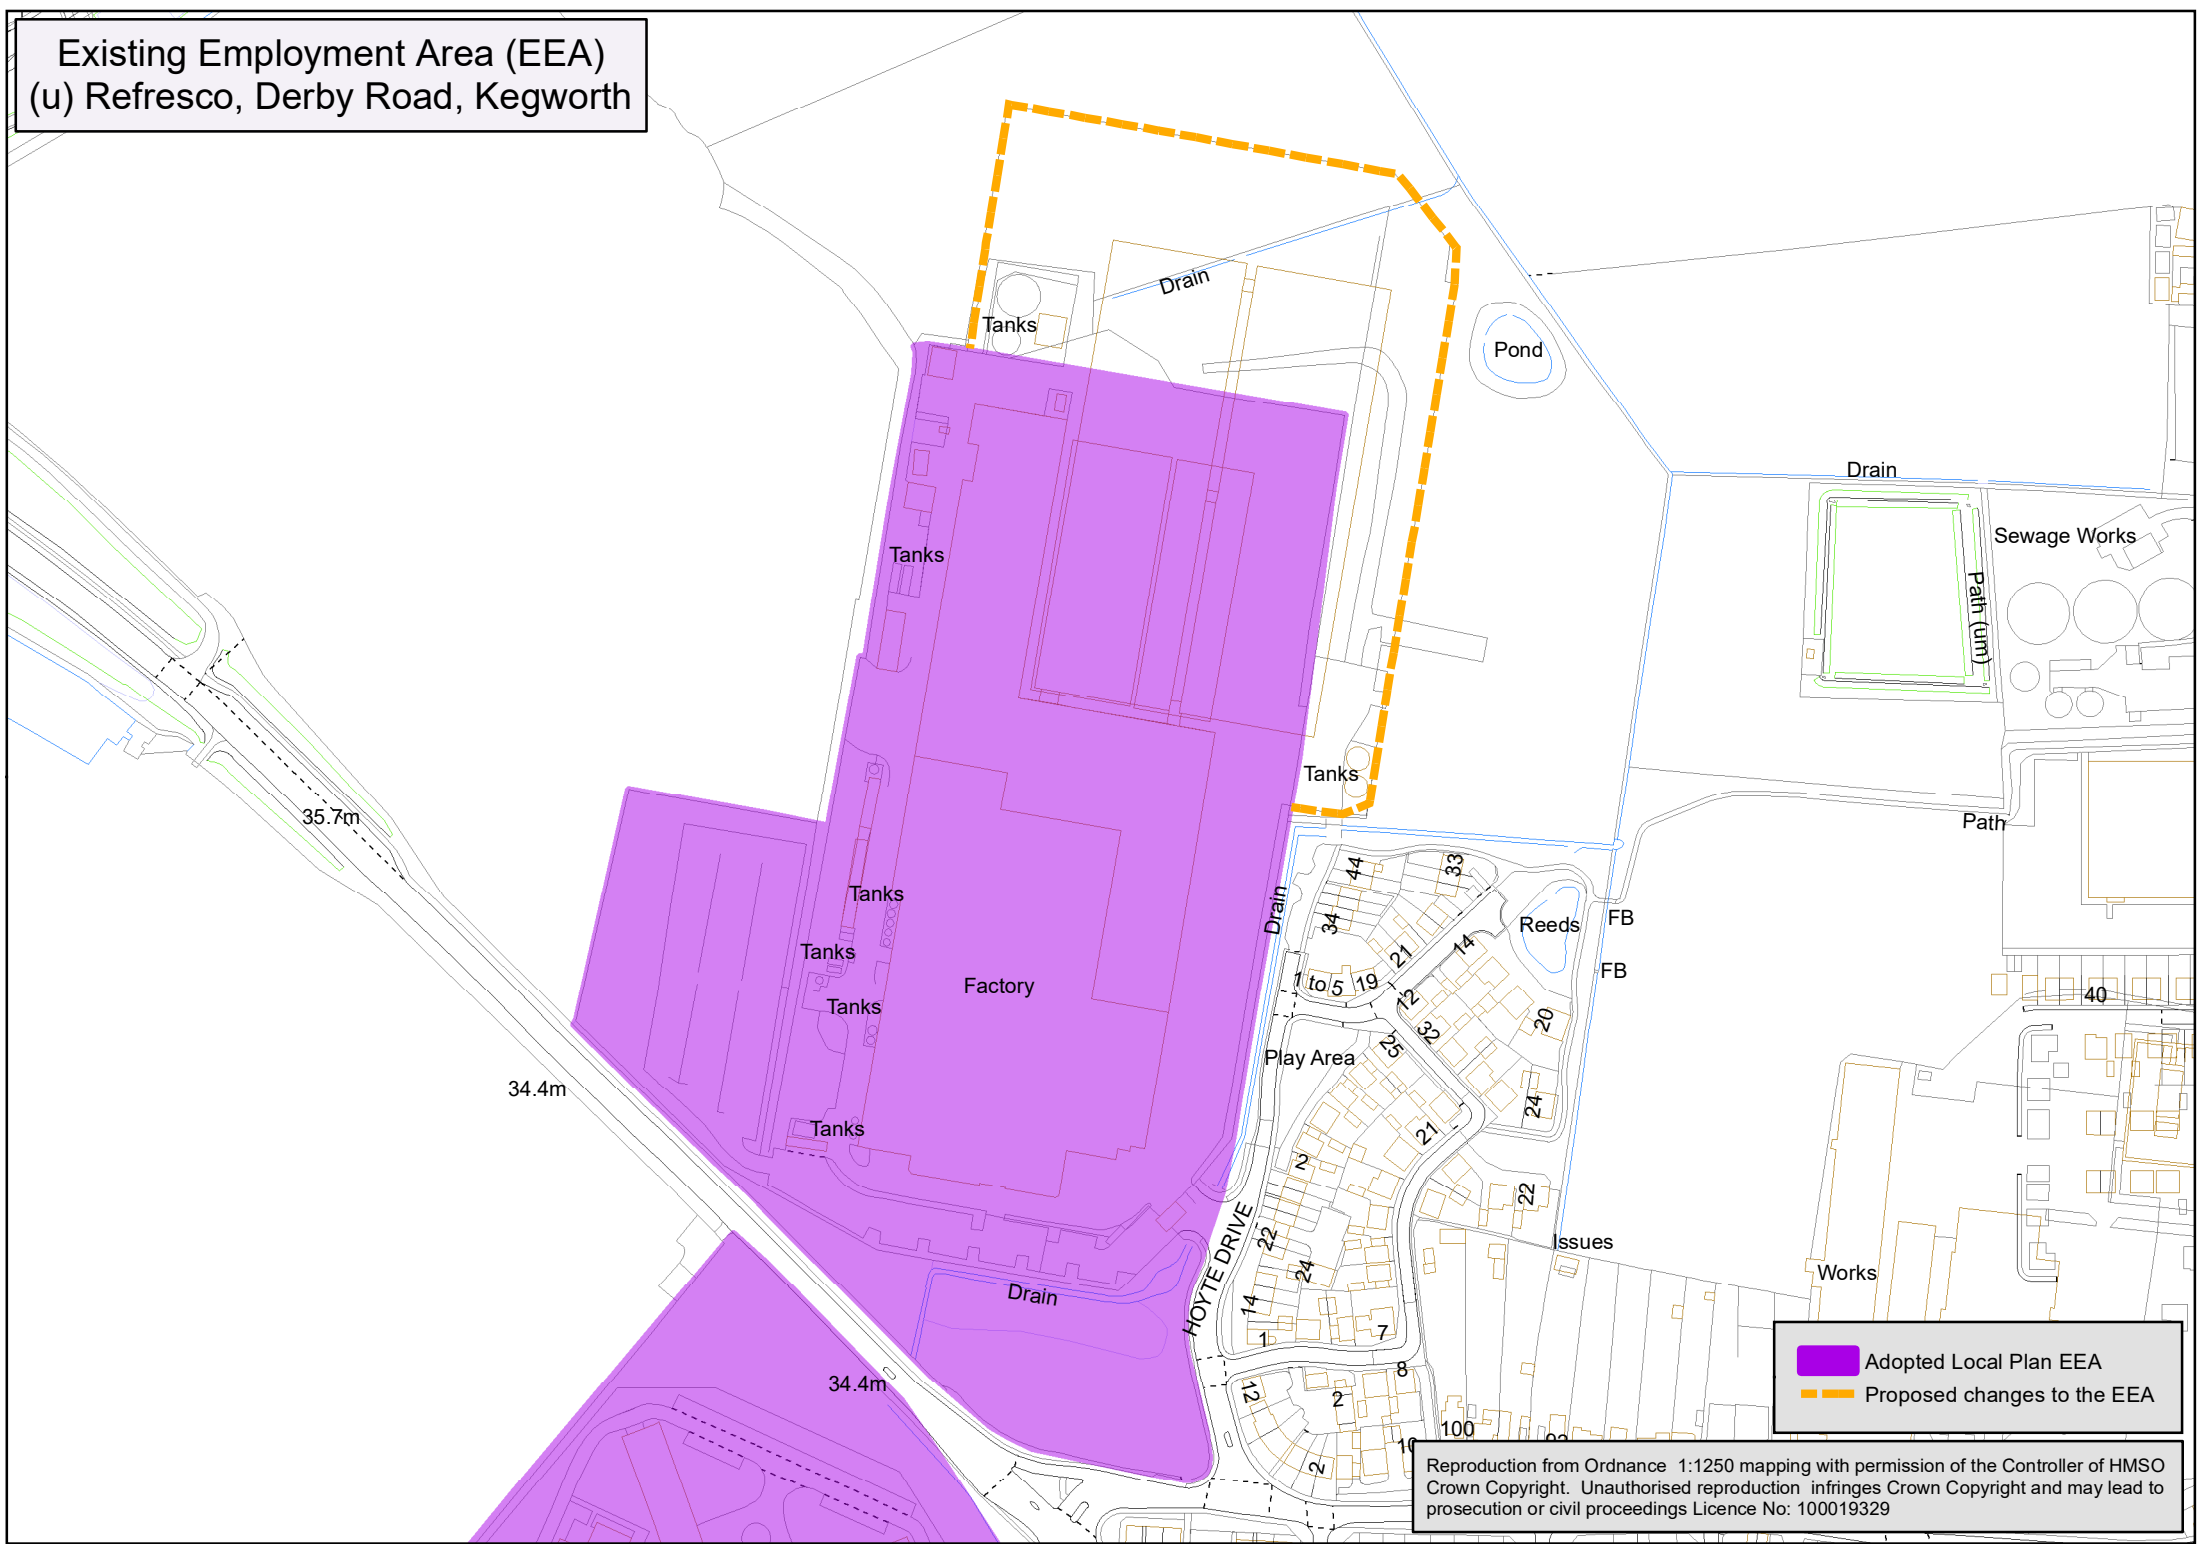 Existing Employment Area (EEA)
(u) Refresco, Derby Road, Kegworth
Drain
Tanks
Pond
Drain
Sewage Works
Tanks
Path (um)
Tanks
35.7m
Path
44
33
Tanks
Drain
34
Reeds
FB
Tanks
21
14
FB
Factory
1 to 5
19
12
40
Tanks
32
20
25
Play Area
34.4m
24
Tanks
21
2
22
22
HOYTE DRIVE
Issues
24
Works
Drain
14
1
7
8
34.4m
12
2
100
10
2
Adopted Local Plan EEA
Proposed changes to the EEA
Reproduction from Ordnance 1:1250 mapping with permission of the Controller of HMSO
Crown Copyright. Unauthorised reproduction infringes Crown Copyright and may lead to
prosecution or civil proceedings Licence No: 100019329